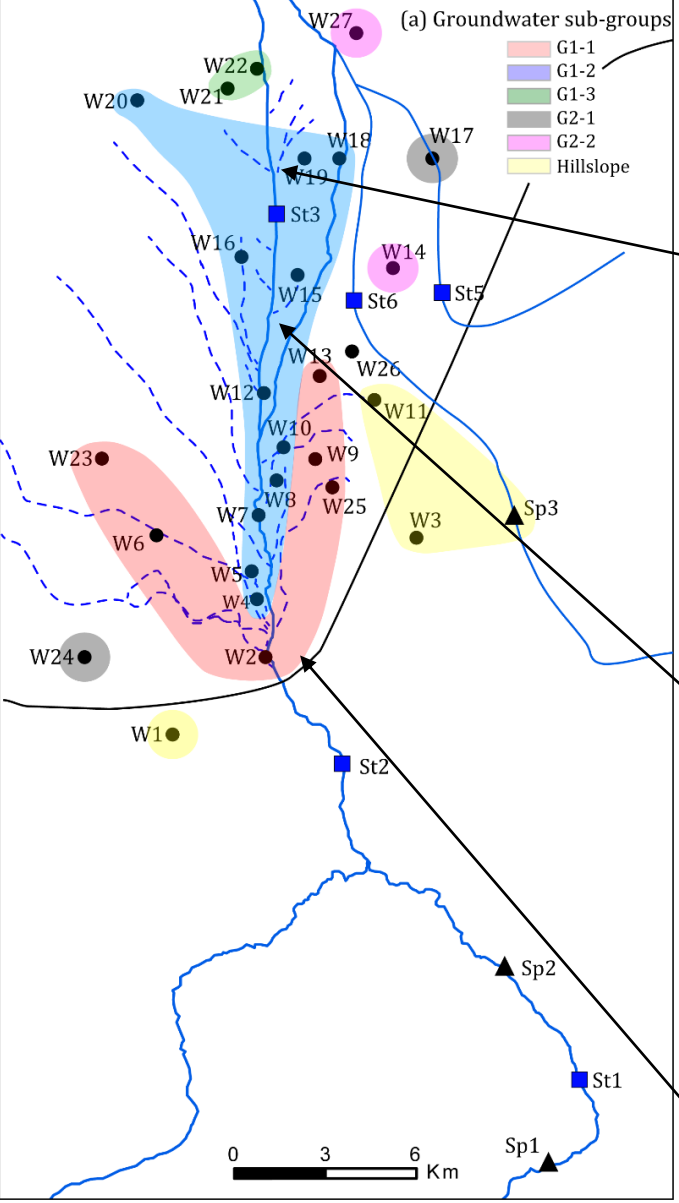 W27
(a) Groundwater sub-groups
G1-1
G1-2
G1-3
G2-1
G2-2
Hillslope
W22
W21
W20
W17
W18
W19
St3
W16
W14
W15
St6
St5
W13
W26
W12
W11
W10
W23
W9
W8
W25
W7
Sp3
W6
W3
W5
W4
W24
W2
W1
St2
Sp2
St1
Sp1
0 3 6
Km